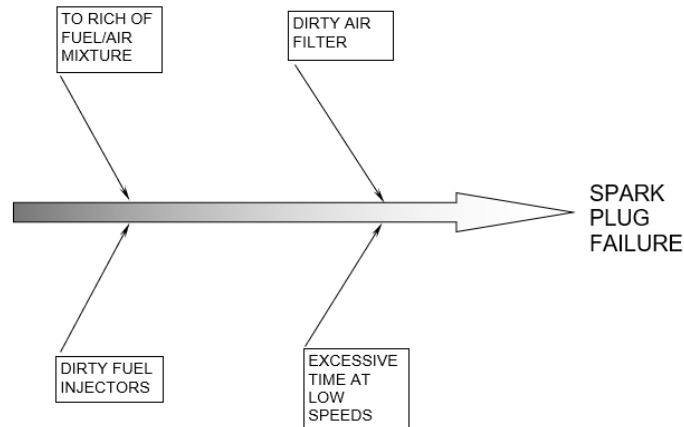 TO RICH OF
FUEL/AIR
MIXTURE
DIRTY AIR
FILTER
SPARK
PLUG
FAILURE
DIRTY FUEL
INJECTORS
EXCESSIVE
TIME AT
LOW
SPEEDS